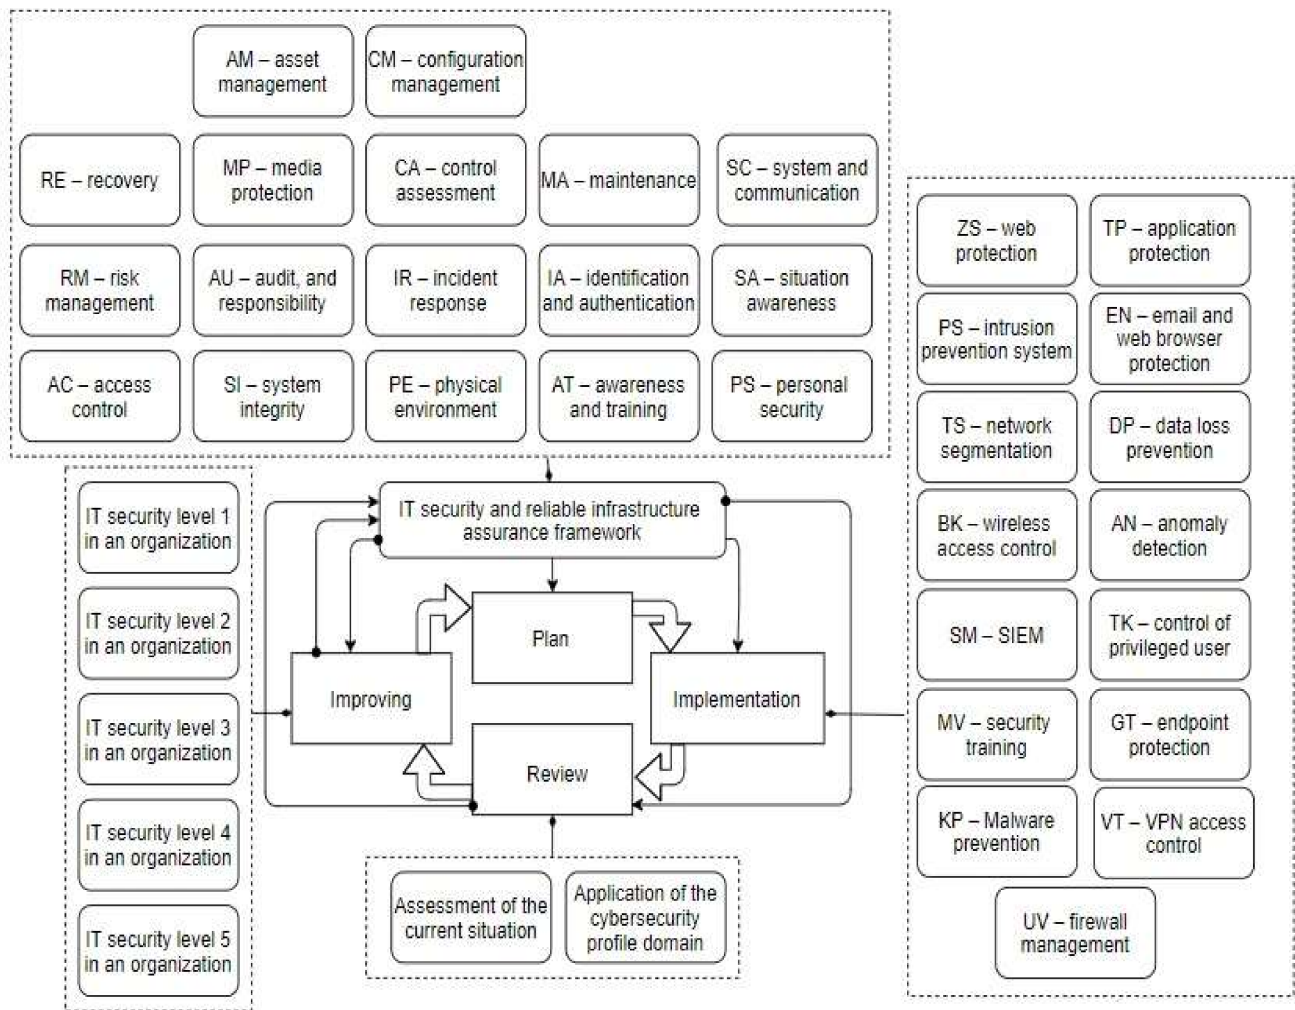 AM – asset
management
CM – configuration
management
RE – recovery
MP – media
protection
CA – control
assessment
MA – maintenance
SC – system and
communication
RM – risk
management
AU – audit, and
responsibility
IR – incident
response
IA – identification
and authentication
SA – situation
awareness
AC – access
control
SI – system
integrity
PE – physical
environment
AT – awareness
and training
PS – personal
security
IT security level 1
in an organization
IT security level 2
in an organization
IT security level 3
in an organization
IT security level 4
in an organization
IT security level 5
in an organization
IT security and reliable infrastructure
assurance framework
Plan
Improving
Implementation
Review
Assessment of the
current situation
Application of the
cybersecurity
profile domain
ZS – web
protection
TP – application
protection
PS – intrusion
prevention system
EN – email and
web browser
protection
TS – network
segmentation
DP – data loss
prevention
BK – wireless
access control
AN – anomaly
detection
SM – SIEM
TK – control of
privileged user
MV – security
training
GT – endpoint
protection
KP – Malware
prevention
VT – VPN access
control
UV – firewall
management